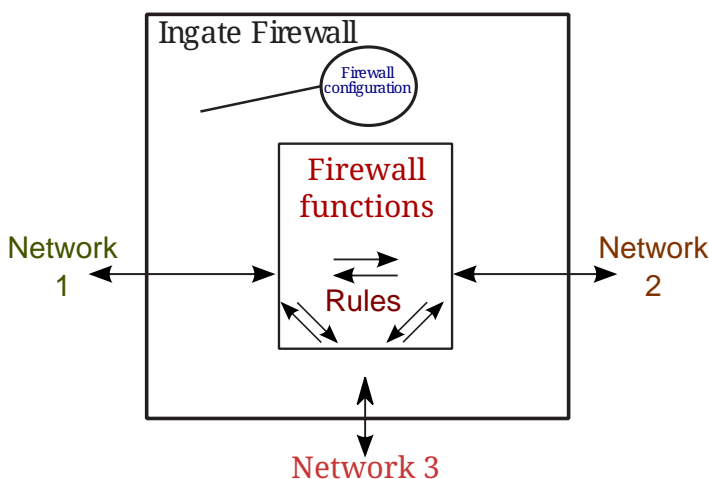 Ingate Firewall
Firewall
configuration
Firewall
functions
Network
1
Network
2
Rules
Network 3